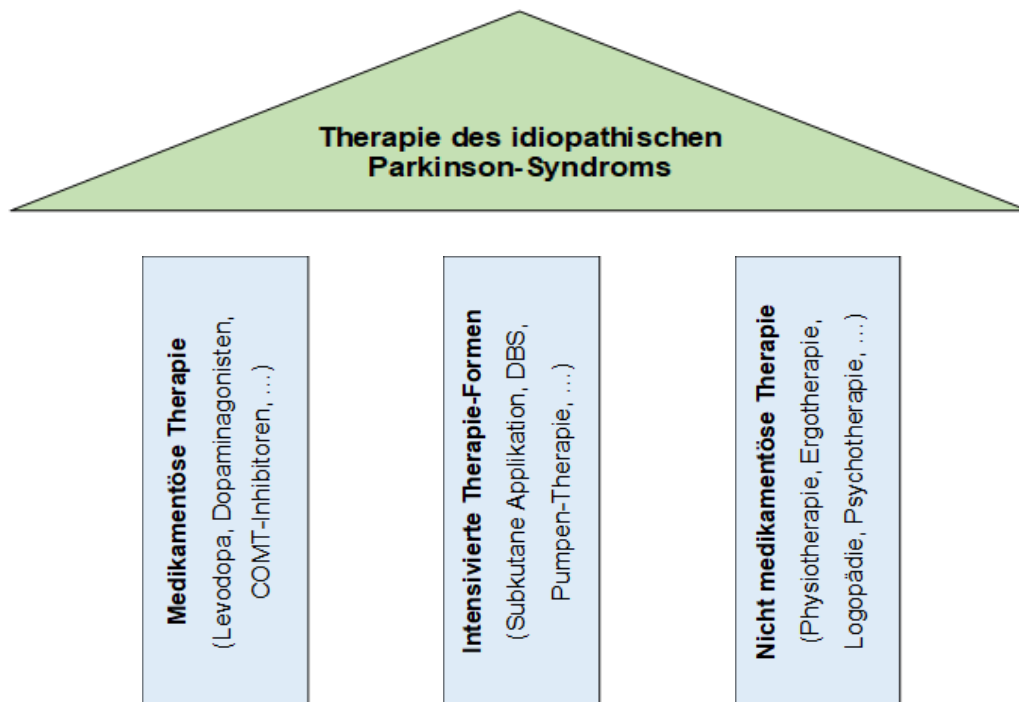 Therapie des idiopathischen
Parkinson-Syndroms
Medikamentöse Therapie
(Levodopa, Dopaminagonisten,
COMT-Inhibitoren, …)
Intensivierte Therapie-Formen
(Subkutane Applikation, DBS,
Pumpen-Therapie, …)
Nicht medikamentöse Therapie
(Physiotherapie, Ergotherapie,
Logopädie, Psychotherapie, …)